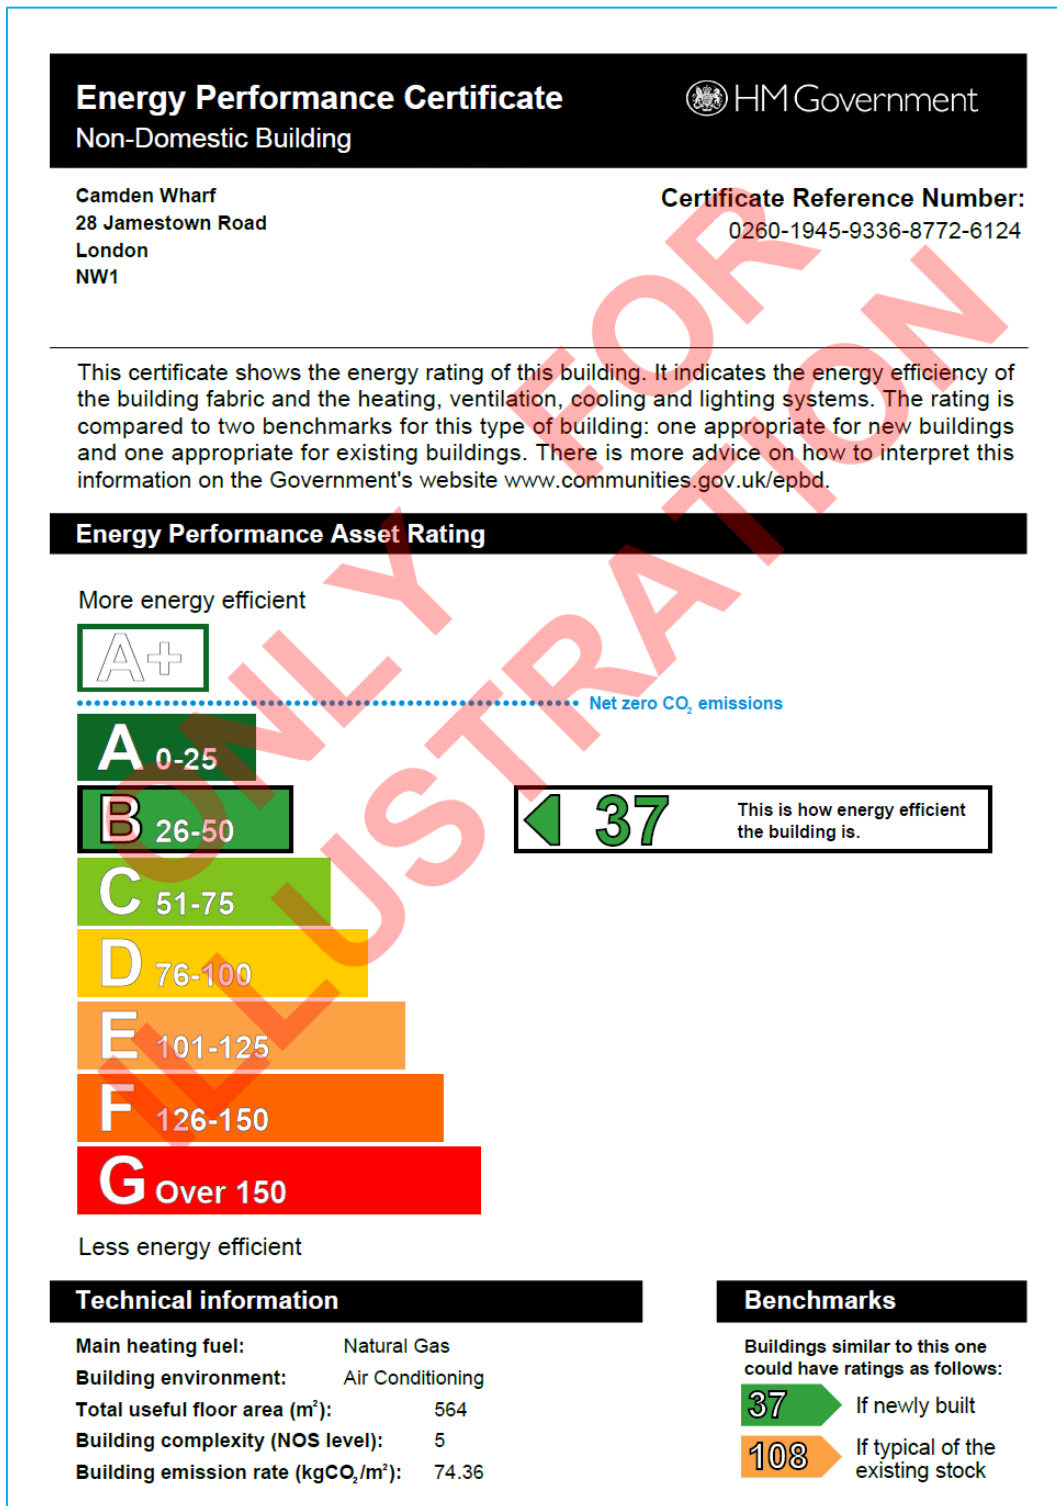 Energy Performance Certificate
Non-Domestic Building
HM Government
Camden Wharf
28 Jamestown Road
London
NW1
Certificate Reference Number:
0260-1945-9336-8772-6124
This certificate shows the energy rating of this building. It indicates the energy efficiency of
the building fabric and the heating, ventilation, cooling and lighting systems. The rating is
compared to two benchmarks for this type of building: one appropriate for new buildings
and one appropriate for existing buildings. There is more advice on how to interpret this
information on the Government's website www.communities.gov.uk/epbd.
Energy Performance Asset Rating
More energy efficient
A+
Net zero CO₂ emissions
A 0-25
B 26-50
37 This is how energy efficient
the building is.
C 51-75
D 76-100
E 101-125
F 126-150
G Over 150
Less energy efficient
ONLY FOR
ILLUSTRATION
Technical information
Main heating fuel: Natural Gas
Building environment: Air Conditioning
Total useful floor area (m²): 564
Building complexity (NOS level): 5
Building emission rate (kgCO₂/m²): 74.36
Benchmarks
Buildings similar to this one
could have ratings as follows:
37 If newly built
108 If typical of the
existing stock